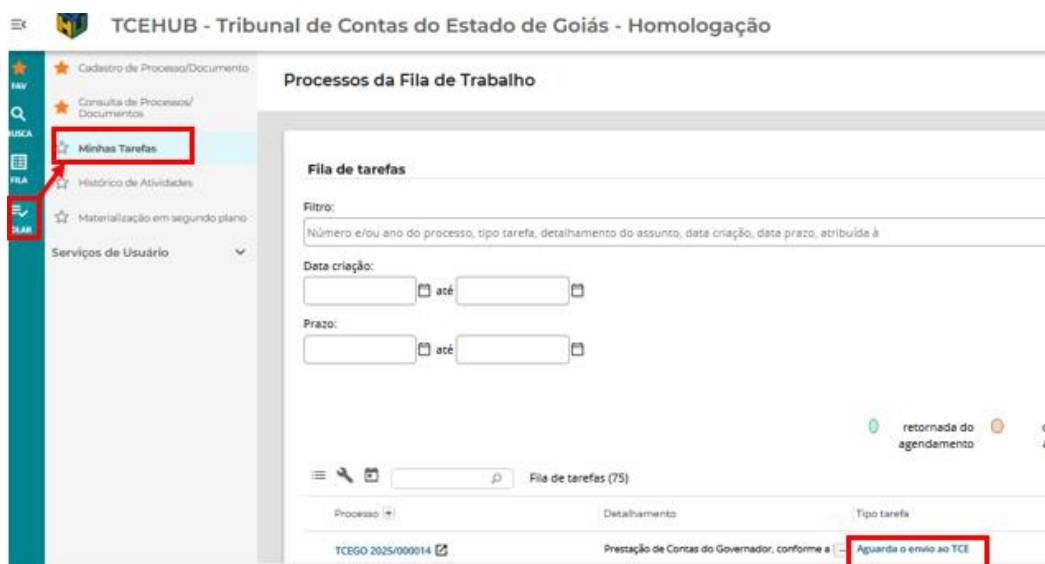 TCEHUB - Tribunal de Contas do Estado de Goiás - Homologação
FAV
BUSCA
FILA
Cadastro de Processo/Documento
Consulta de Processos/
Documentos
Minhas Tarefas
Histórico de Atividades
Materialização em segundo plano
Serviços de Usuário
Processos da Fila de Trabalho
Fila de tarefas
Filtro:
Número e/ou ano do processo, tipo tarefa, detalhamento do assunto, data criação, data prazo, atribuída à
Data criação:
até
Prazo:
até
retornada do
agendamento
Fila de tarefas (75)
Processo Detalhamento Tipo tarefa
TCEGO 2025/000014 Prestação de Contas do Governador, conforme a ... Aguarda o envio ao TCE